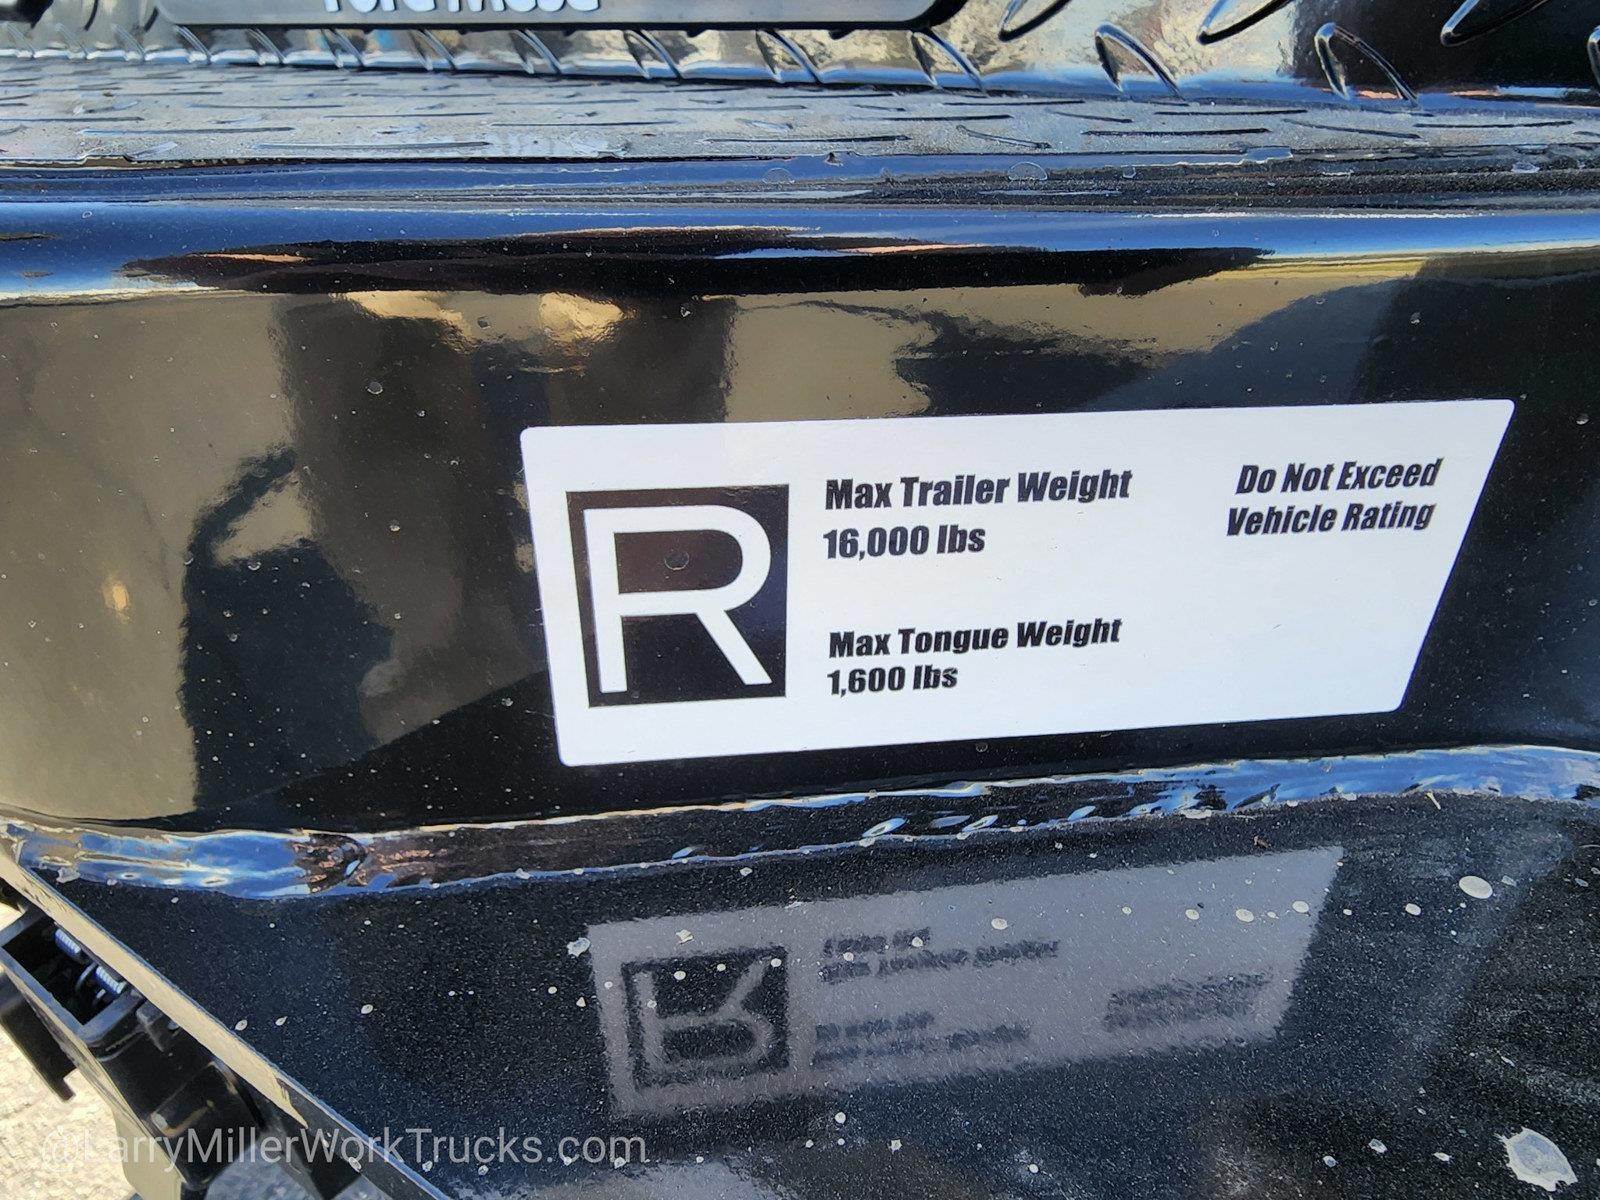 R
Max Trailer Weight
16,000 lbs
Do Not Exceed
Vehicle Rating
Max Tongue Weight
1,600 lbs
@LarryMillerWorkTrucks.com